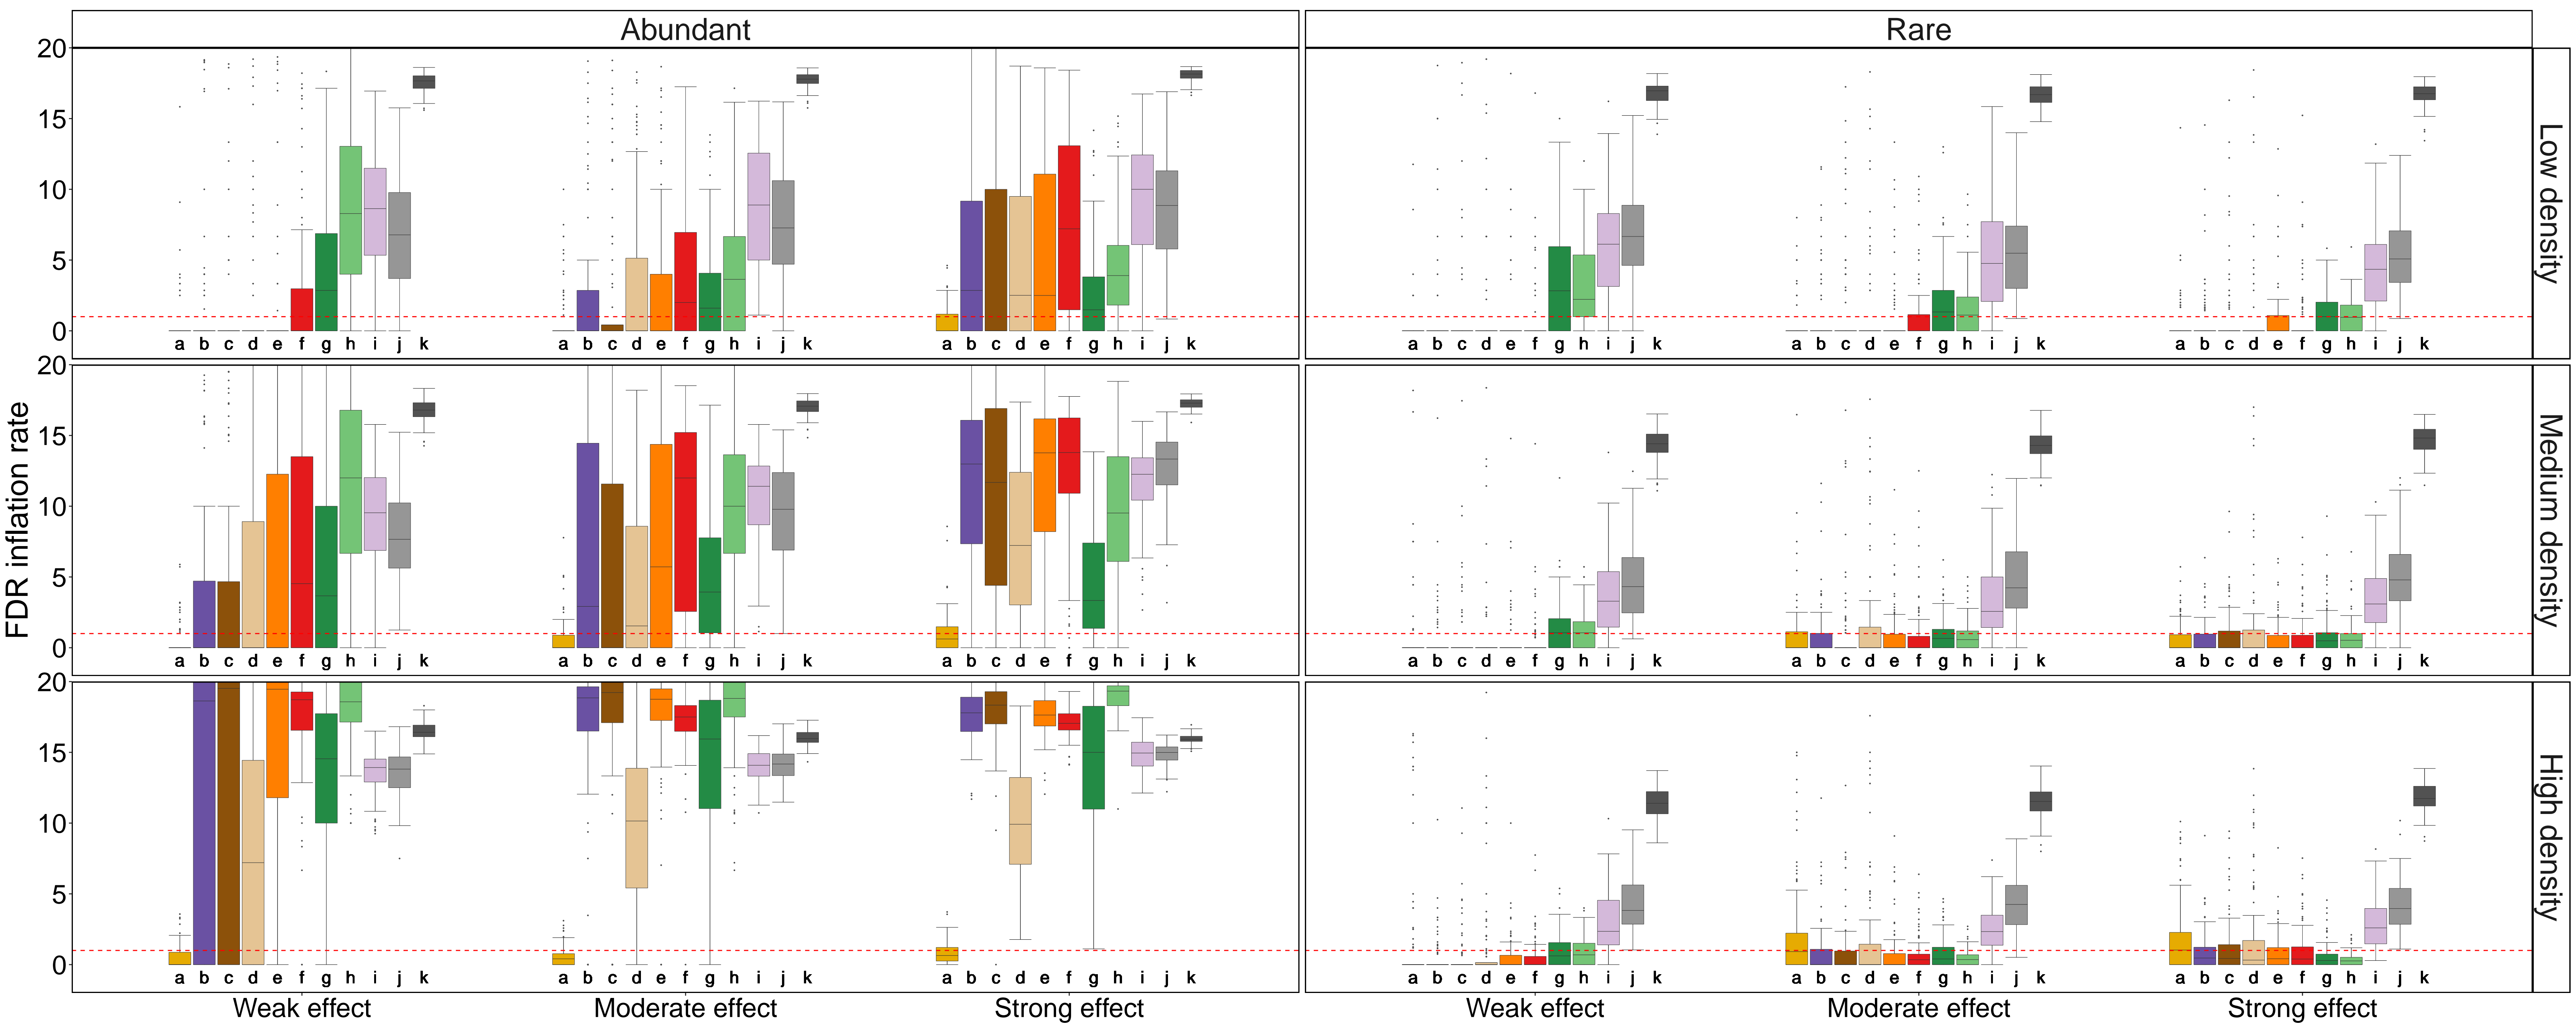 Abundant Rare
20
15
10
5
0
a b c d e f g h i j k a b c d e f g h i j k a b c d e f g h i j k a b c d e f g h i j k a b c d e f g h i j k a b c d e f g h i j k
Low density
20
15
10
5
0
a b c d e f g h i j k a b c d e f g h i j k a b c d e f g h i j k a b c d e f g h i j k a b c d e f g h i j k a b c d e f g h i j k
Medium density
FDR inflation rate
20
15
10
5
0
a b c d e f g h i j k a b c d e f g h i j k a b c d e f g h i j k a b c d e f g h i j k a b c d e f g h i j k a b c d e f g h i j k
High density
Weak effect Moderate effect Strong effect Weak effect Moderate effect Strong effect